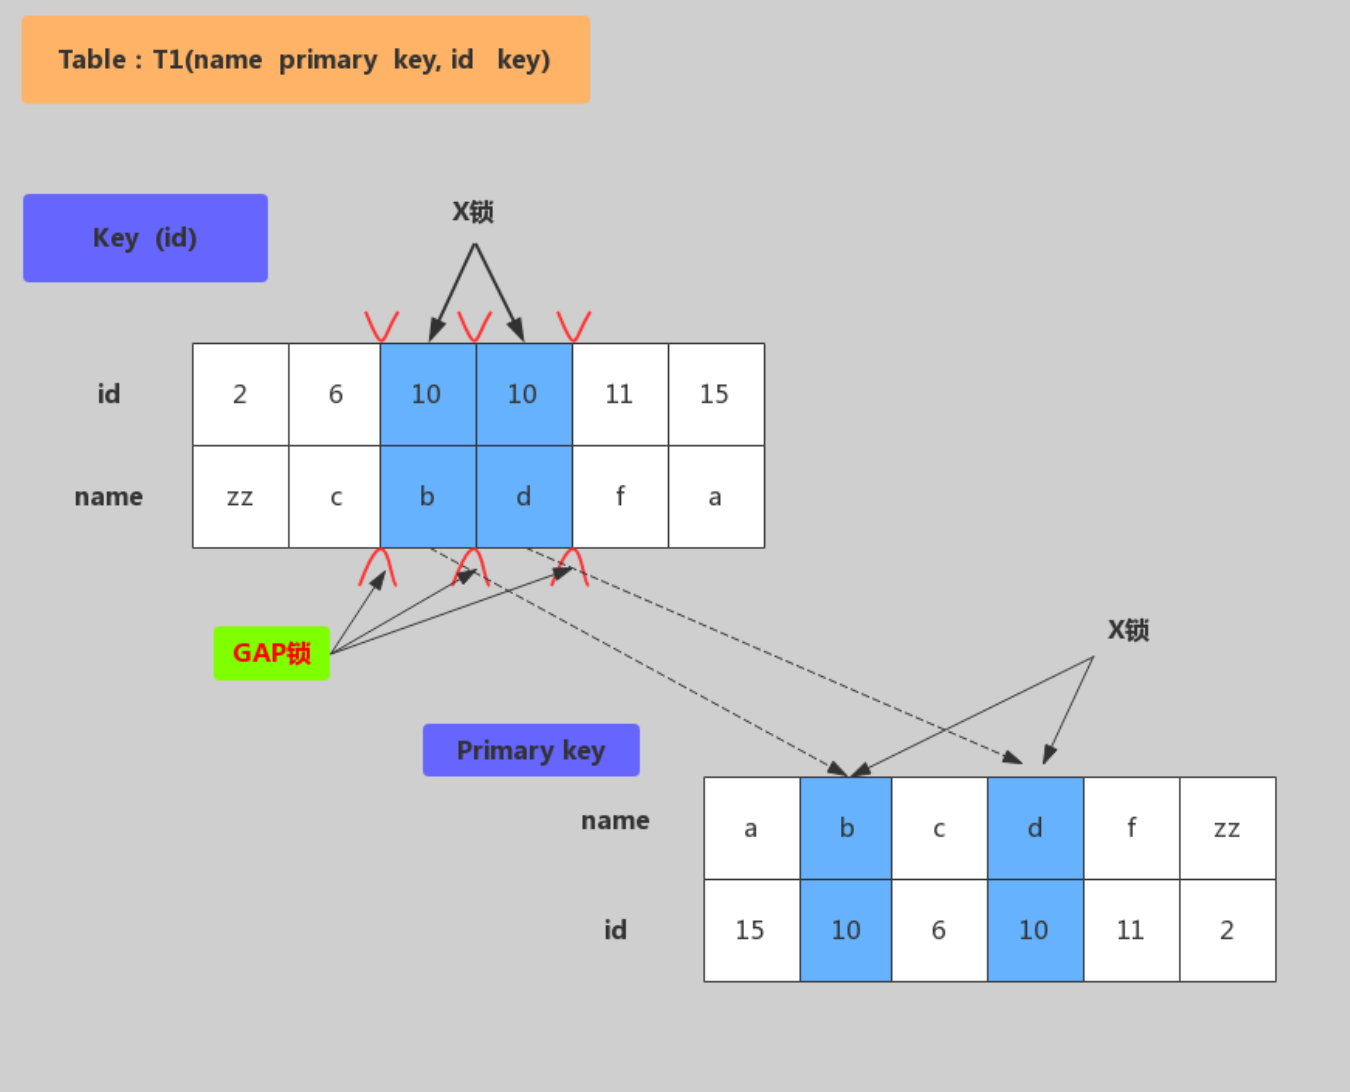 Table : T1(name primary key, id key)
X锁
Key (id)
id 2 6 10 10 11 15
name zz c b d f a
GAP锁
X锁
Primary key
name a b c d f zz
id 15 10 6 10 11 2